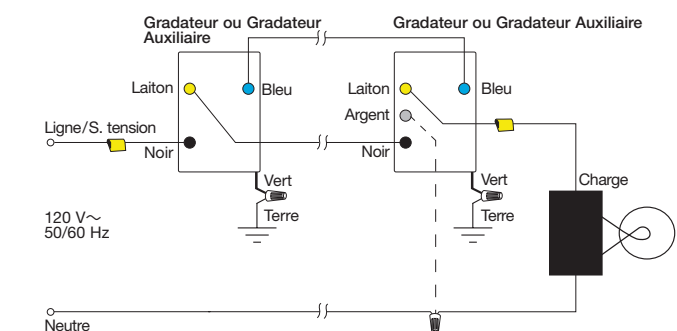 Gradateur ou Gradateur
Auxiliaire
Gradateur ou Gradateur Auxiliaire
Laiton
Bleu
Laiton
Bleu
Argent
Ligne/S. tension
Noir
Noir
Vert
Vert
Charge
Terre
Terre
120 V~
50/60 Hz
Neutre